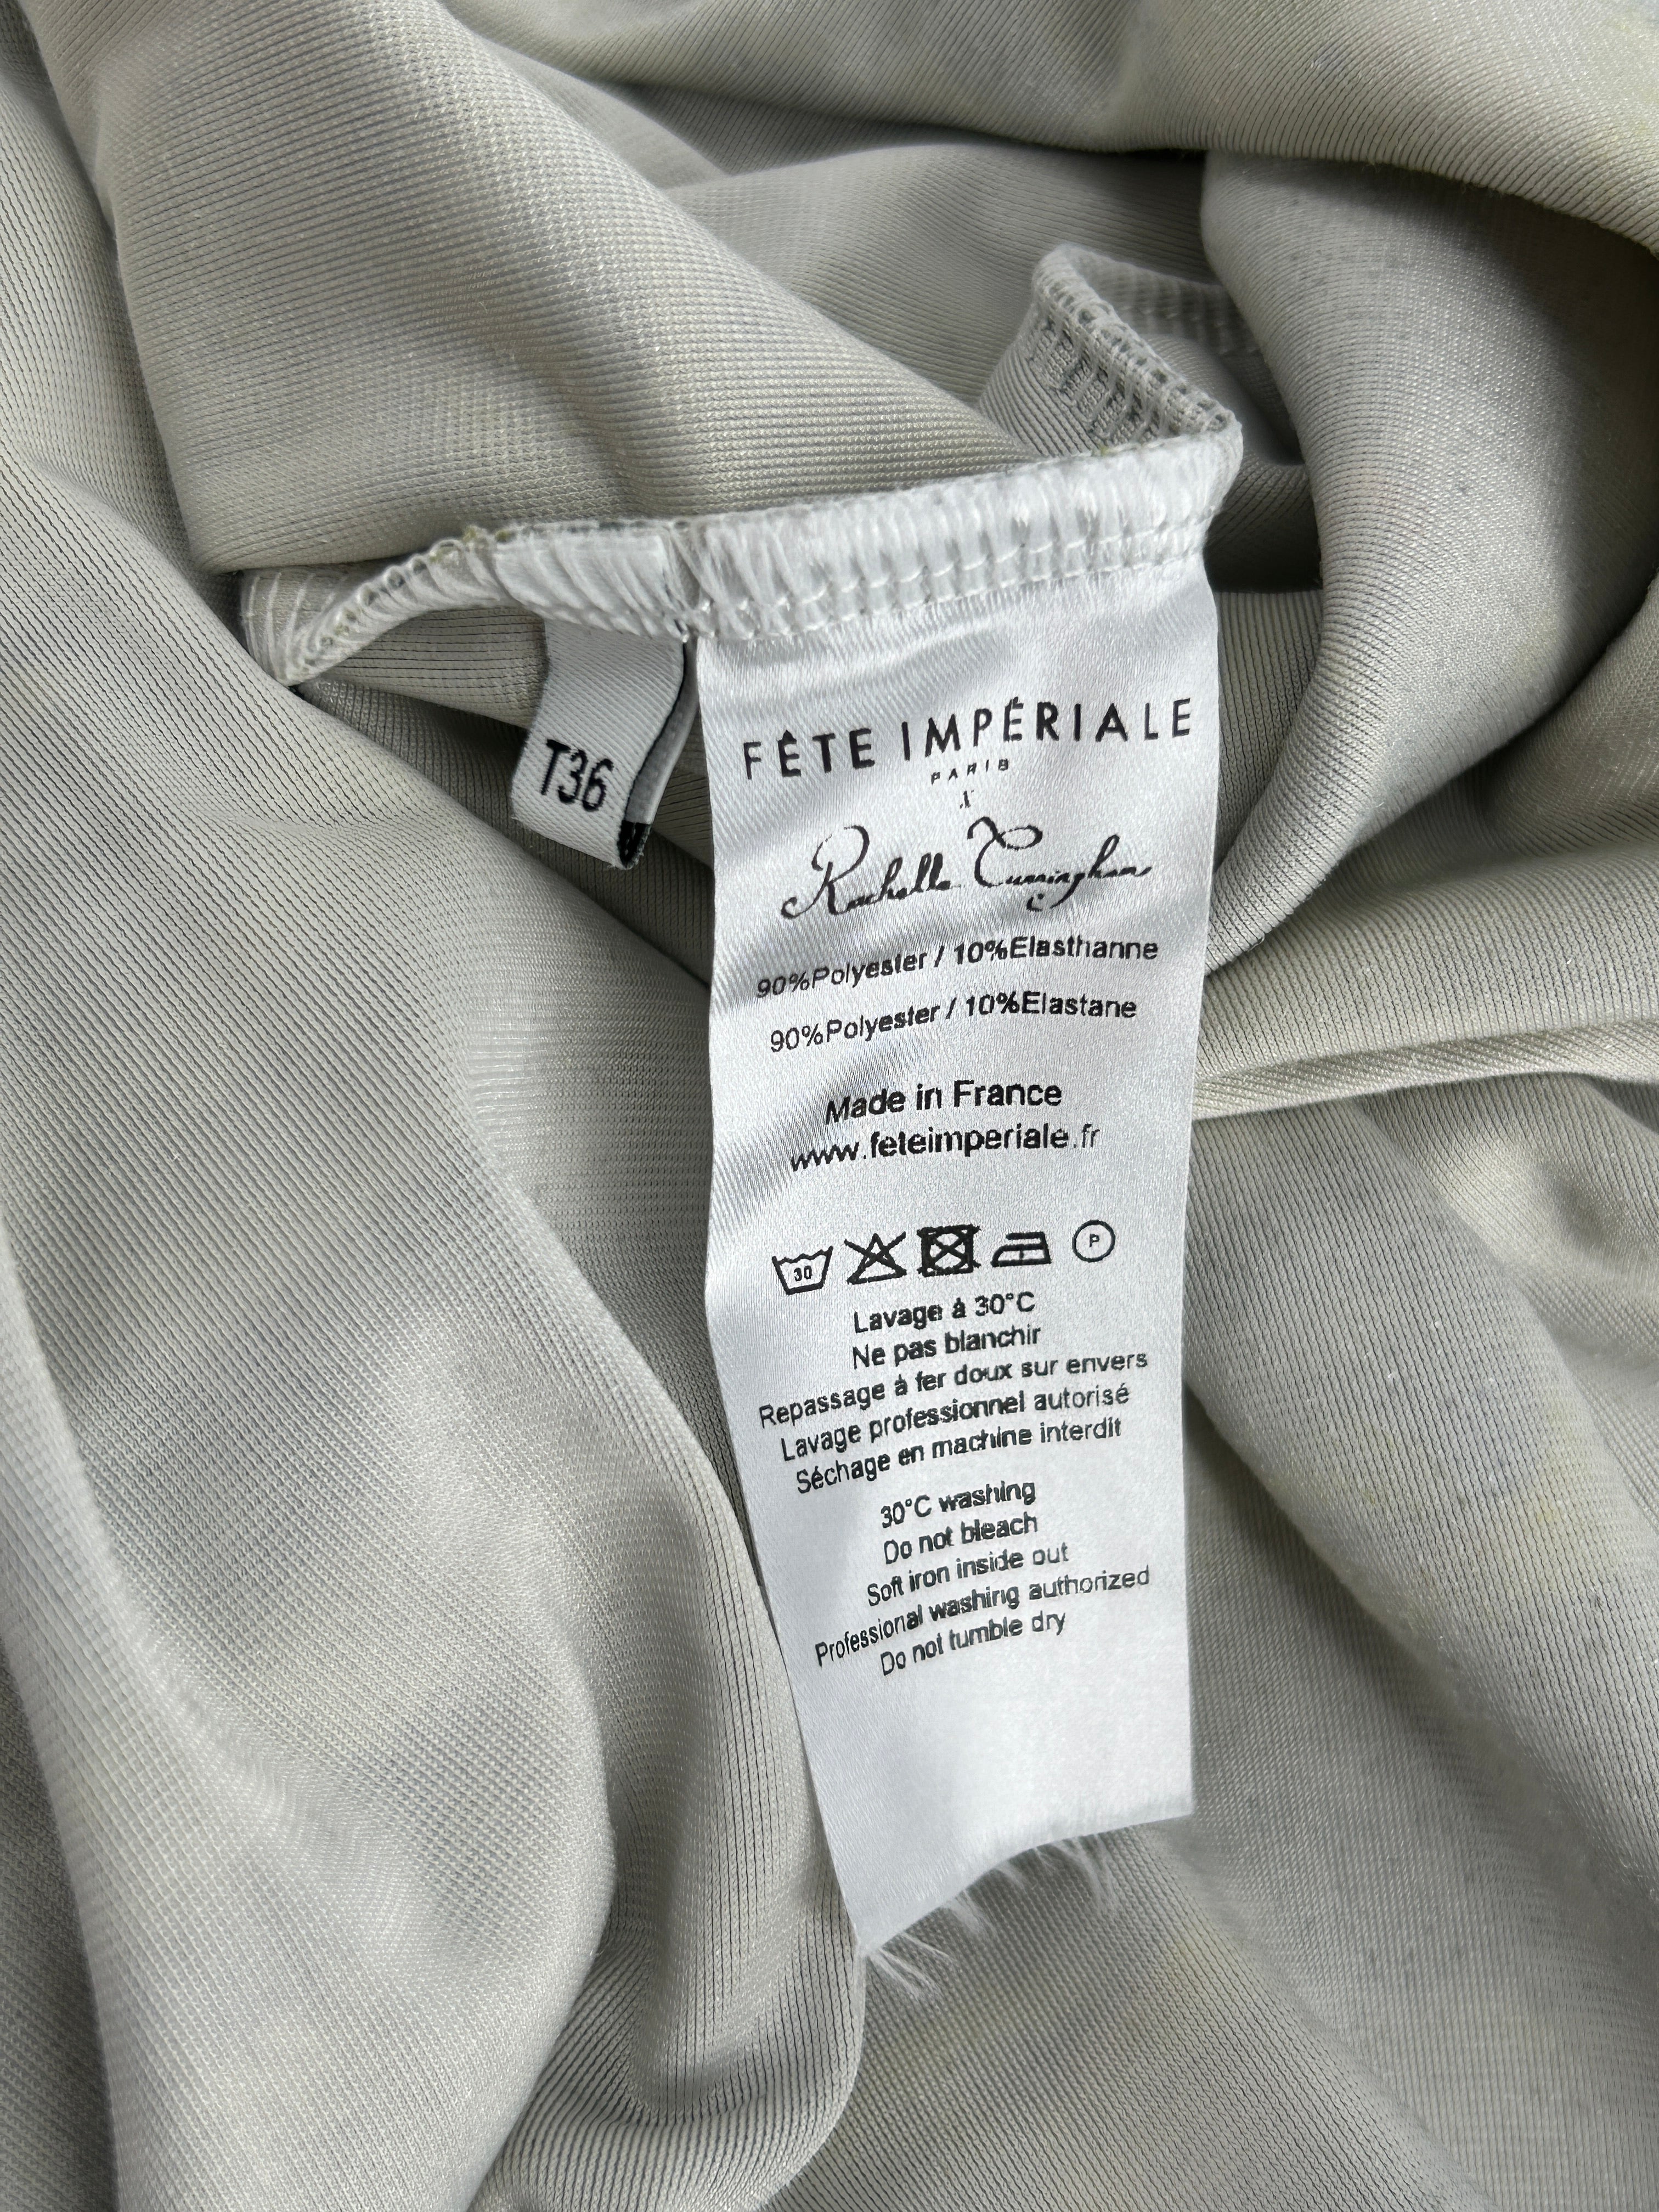 T36
FÊTE IMPÉRIALE
PARIS
X
Rachelle Cunningham
90%Polyester / 10%Elasthanne
90%Polyester / 10%Elastane
Made in France
www.feteimperiale.fr
30 P
Lavage à 30°C
Ne pas blanchir
Repassage à fer doux sur envers
Lavage professionnel autorisé
Séchage en machine interdit
30°C washing
Do not bleach
Soft iron inside out
Professional washing authorized
Do not tumble dry